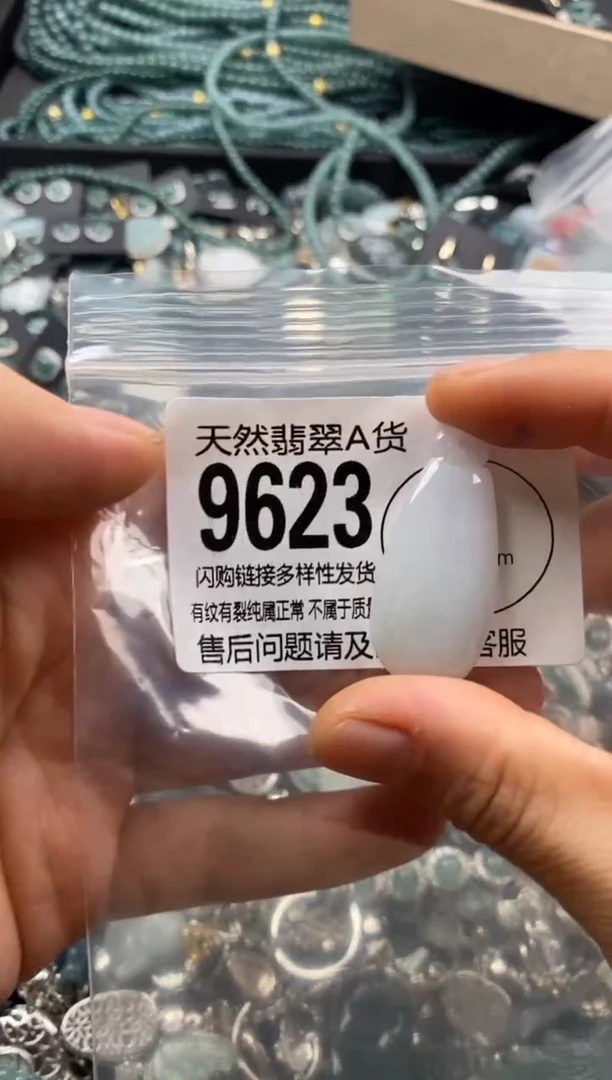 天然翡翠A货
9623
m
闪购链接多样性发货
有纹有裂纯属正常 不属于质
售后问题请及 客服